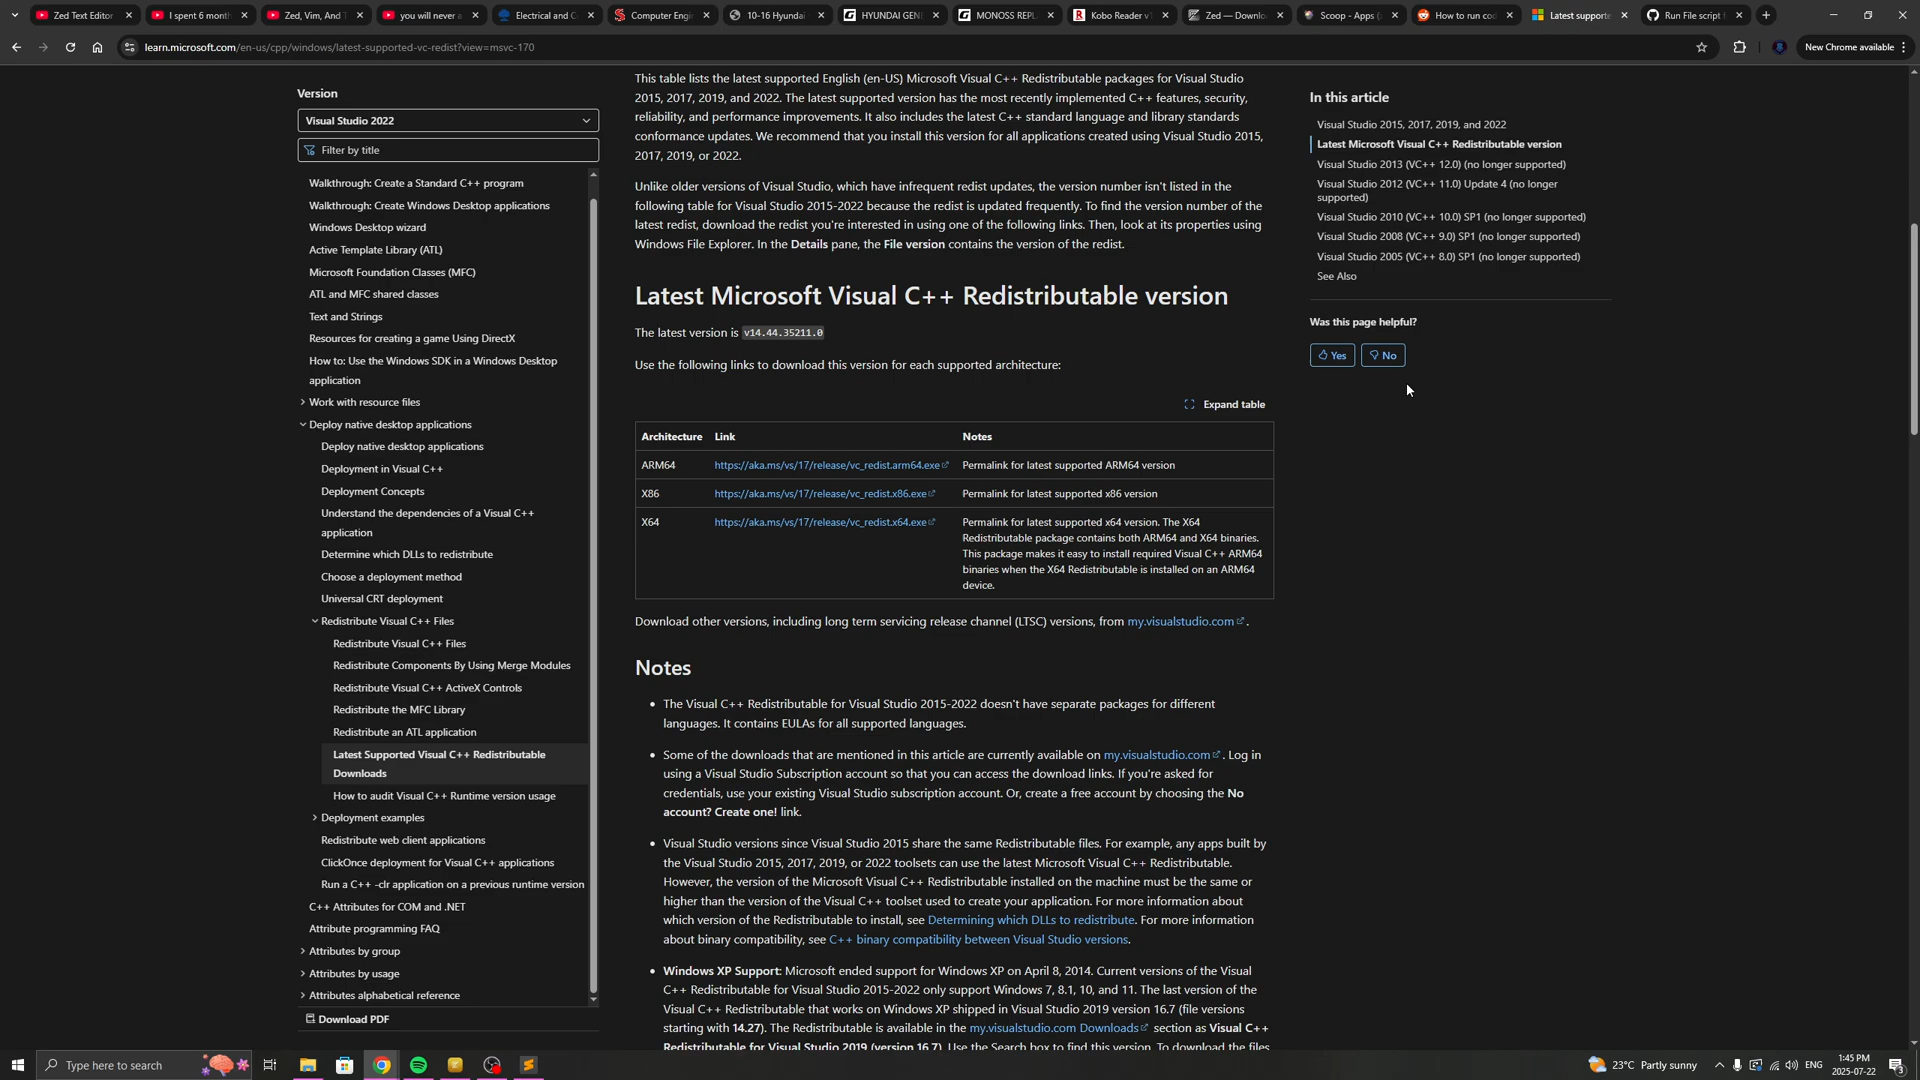 Zed Text Editor
I spent 6 month
Zed, Vim, And T
you will never a
Electrical and C
Computer Engi
10-16 Hyundai
HYUNDAI GENI
MONOSS REPL
Kobo Reader v1
Zed — Downlo
Scoop - Apps (
How to run cod
Latest supporte
Run File script f
learn.microsoft.com/en-us/cpp/windows/latest-supported-vc-redist?view=msvc-170
New Chrome available
Version
Visual Studio 2022
Filter by title
Walkthrough: Create a Standard C++ program
Walkthrough: Create Windows Desktop applications
Windows Desktop wizard
Active Template Library (ATL)
Microsoft Foundation Classes (MFC)
ATL and MFC shared classes
Text and Strings
Resources for creating a game Using DirectX
How to: Use the Windows SDK in a Windows Desktop
application
Work with resource files
Deploy native desktop applications
Deploy native desktop applications
Deployment in Visual C++
Deployment Concepts
Understand the dependencies of a Visual C++
application
Determine which DLLs to redistribute
Choose a deployment method
Universal CRT deployment
Redistribute Visual C++ Files
Redistribute Visual C++ Files
Redistribute Components By Using Merge Modules
Redistribute Visual C++ ActiveX Controls
Redistribute the MFC Library
Redistribute an ATL application
Latest Supported Visual C++ Redistributable
Downloads
How to audit Visual C++ Runtime version usage
Deployment examples
Redistribute web client applications
ClickOnce deployment for Visual C++ applications
Run a C++ -clr application on a previous runtime version
C++ Attributes for COM and .NET
Attribute programming FAQ
Attributes by group
Attributes by usage
Attributes alphabetical reference
Download PDF
This table lists the latest supported English (en-US) Microsoft Visual C++ Redistributable packages for Visual Studio
2015, 2017, 2019, and 2022. The latest supported version has the most recently implemented C++ features, security,
reliability, and performance improvements. It also includes the latest C++ standard language and library standards
conformance updates. We recommend that you install this version for all applications created using Visual Studio 2015,
2017, 2019, or 2022.
Unlike older versions of Visual Studio, which have infrequent redist updates, the version number isn't listed in the
following table for Visual Studio 2015-2022 because the redist is updated frequently. To find the version number of the
latest redist, download the redist you're interested in using one of the following links. Then, look at its properties using
Windows File Explorer. In the Details pane, the File version contains the version of the redist.
Latest Microsoft Visual C++ Redistributable version
The latest version is v14.44.35211.0
Use the following links to download this version for each supported architecture:
Expand table
Architecture Link Notes
ARM64 https://aka.ms/vs/17/release/vc_redist.arm64.exe Permalink for latest supported ARM64 version
X86 https://aka.ms/vs/17/release/vc_redist.x86.exe Permalink for latest supported x86 version
X64 https://aka.ms/vs/17/release/vc_redist.x64.exe Permalink for latest supported x64 version. The X64
Redistributable package contains both ARM64 and X64 binaries.
This package makes it easy to install required Visual C++ ARM64
binaries when the X64 Redistributable is installed on an ARM64
device.
Download other versions, including long term servicing release channel (LTSC) versions, from my.visualstudio.com .
Notes
• The Visual C++ Redistributable for Visual Studio 2015-2022 doesn't have separate packages for different
languages. It contains EULAs for all supported languages.
• Some of the downloads that are mentioned in this article are currently available on my.visualstudio.com . Log in
using a Visual Studio Subscription account so that you can access the download links. If you're asked for
credentials, use your existing Visual Studio subscription account. Or, create a free account by choosing the No
account? Create one! link.
• Visual Studio versions since Visual Studio 2015 share the same Redistributable files. For example, any apps built by
the Visual Studio 2015, 2017, 2019, or 2022 toolsets can use the latest Microsoft Visual C++ Redistributable.
However, the version of the Microsoft Visual C++ Redistributable installed on the machine must be the same or
higher than the version of the Visual C++ toolset used to create your application. For more information about
which version of the Redistributable to install, see Determining which DLLs to redistribute. For more information
about binary compatibility, see C++ binary compatibility between Visual Studio versions.
• Windows XP Support: Microsoft ended support for Windows XP on April 8, 2014. Current versions of the Visual
C++ Redistributable for Visual Studio 2015-2022 only support Windows 7, 8.1, 10, and 11. The last version of the
Visual C++ Redistributable that works on Windows XP shipped in Visual Studio 2019 version 16.7 (file versions
starting with 14.27). The Redistributable is available in the my.visualstudio.com Downloads section as Visual C++
Redistributable for Visual Studio 2019 (version 16.7). Use the Search box to find this version. To download the files
In this article
Visual Studio 2015, 2017, 2019, and 2022
Latest Microsoft Visual C++ Redistributable version
Visual Studio 2013 (VC++ 12.0) (no longer supported)
Visual Studio 2012 (VC++ 11.0) Update 4 (no longer
supported)
Visual Studio 2010 (VC++ 10.0) SP1 (no longer supported)
Visual Studio 2008 (VC++ 9.0) SP1 (no longer supported)
Visual Studio 2005 (VC++ 8.0) SP1 (no longer supported)
See Also
Was this page helpful?
Yes
No
Type here to search
23°C Partly sunny
ENG
1:45 PM
2025-07-22
3